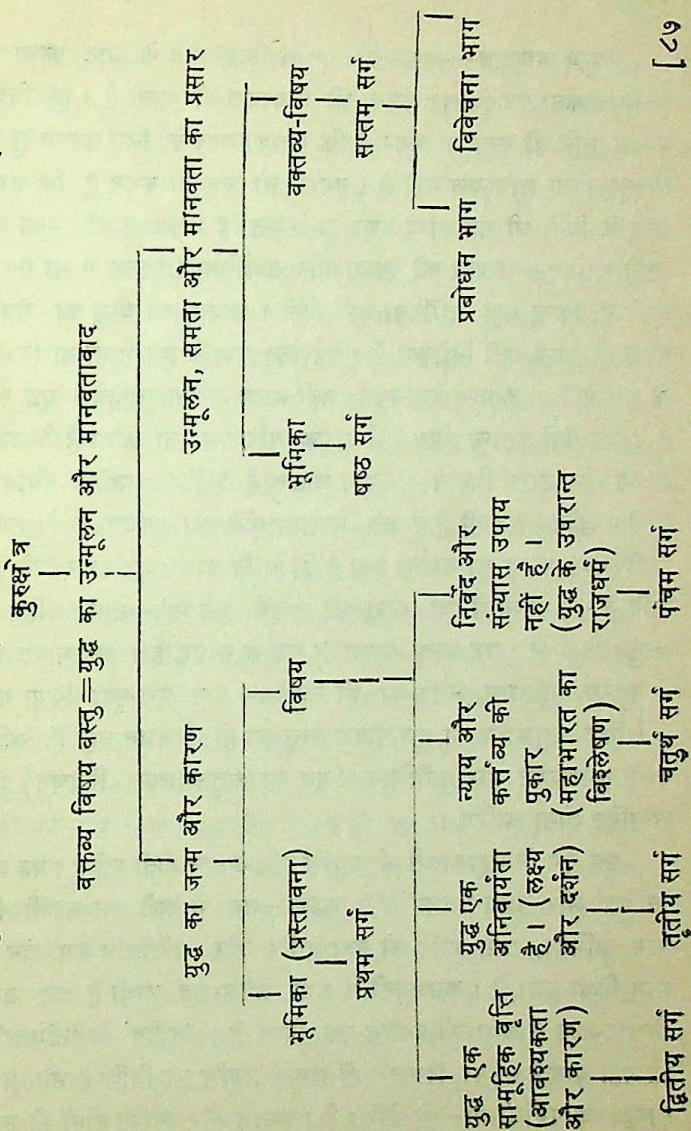 कुरुक्षेत्र
वक्तव्य विषय वस्तु=युद्ध का उन्मूलन और मानवतावाद
युद्ध का जन्म और कारण
उन्मूलन, समता और मानवता का प्रसार
भूमिका (प्रस्तावना)
प्रथम सर्ग
विषय
भूमिका
षष्ठ सर्ग
वक्तव्य-विषय
सप्तम सर्ग
प्रबोधन भाग
विवेचना भाग
युद्ध एक
सामूहिक वृत्ति
(आवश्यकता
और कारण)
द्वितीय सर्ग
युद्ध एक
अनिवार्यता
है । (लक्ष्य
और दर्शन)
तृतीय सर्ग
न्याय और
कर्त्तव्य की
पुकार
(महाभारत का
विश्लेषण)
चतुर्थ सर्ग
निर्वेद और
संन्यास उपाय
नहीं है ।
(युद्ध के उपरान्त
राजधर्म)
पंचम सर्ग
[८७